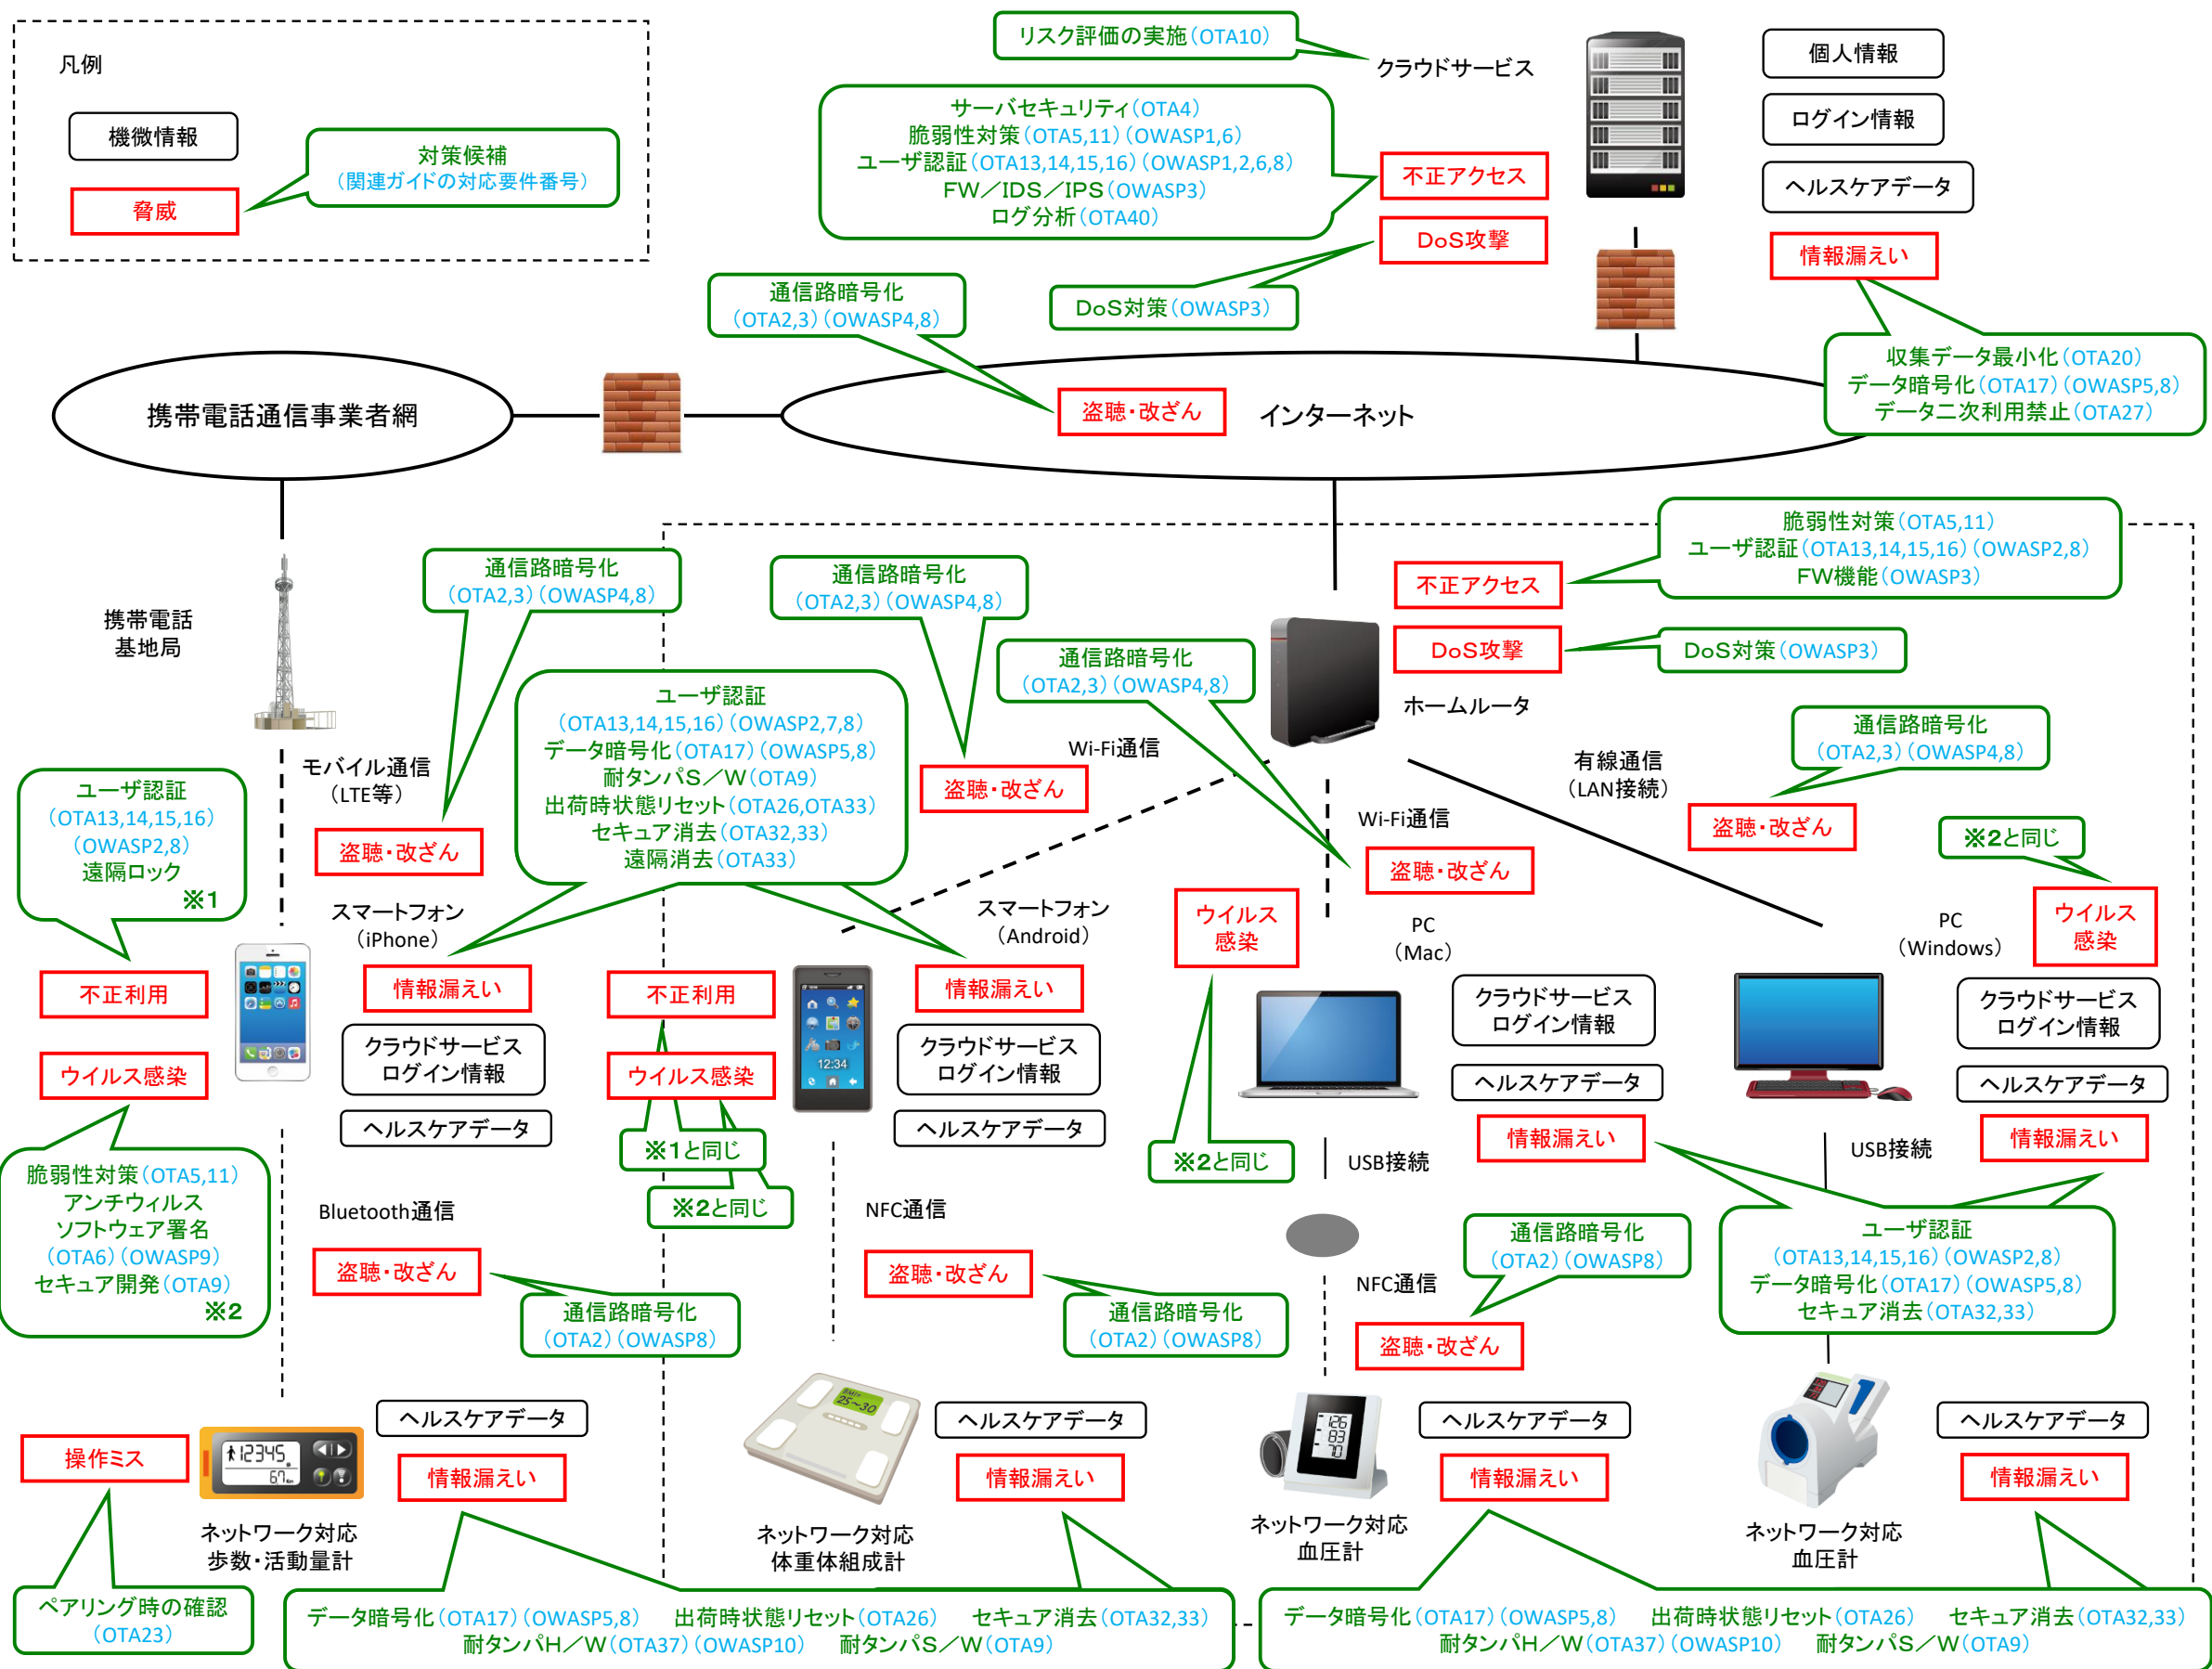 凡例
機微情報
脅威
対策候補
（関連ガイドの対応要件番号）
リスク評価の実施（OTA10）
クラウドサービス
個人情報
ログイン情報
ヘルスケアデータ
サーバセキュリティ（OTA4）
脆弱性対策（OTA5,11）（OWASP1,6）
ユーザ認証（OTA13,14,15,16）（OWASP1,2,6,8）
ＦＷ／ＩＤＳ／ＩＰＳ（OWASP3）
ログ分析（OTA40）
不正アクセス
ＤｏＳ攻撃
情報漏えい
通信路暗号化
（OTA2,3）（OWASP4,8）
ＤｏＳ対策（OWASP3）
収集データ最小化（OTA20）
データ暗号化（OTA17）（OWASP5,8）
データ二次利用禁止（OTA27）
携帯電話通信事業者網
盗聴・改ざん
インターネット
携帯電話
基地局
通信路暗号化
（OTA2,3）（OWASP4,8）
通信路暗号化
（OTA2,3）（OWASP4,8）
通信路暗号化
（OTA2,3）（OWASP4,8）
不正アクセス
ＤｏＳ攻撃
ホームルータ
脆弱性対策（OTA5,11）
ユーザ認証（OTA13,14,15,16）（OWASP2,8）
ＦＷ機能（OWASP3）
ＤｏＳ対策（OWASP3）
ユーザ認証
（OTA13,14,15,16）（OWASP2,7,8）
データ暗号化（OTA17）（OWASP5,8）
耐タンパＳ／Ｗ（OTA9）
出荷時状態リセット（OTA26,OTA33）
セキュア消去（OTA32,33）
遠隔消去（OTA33）
モバイル通信
（LTE等）
盗聴・改ざん
Wi-Fi通信
盗聴・改ざん
Wi-Fi通信
盗聴・改ざん
有線通信
（LAN接続）
盗聴・改ざん
通信路暗号化
（OTA2,3）（OWASP4,8）
※２と同じ
ユーザ認証
（OTA13,14,15,16）
（OWASP2,8）
遠隔ロック
※１
スマートフォン
（iPhone）
不正利用
情報漏えい
ウイルス感染
クラウドサービス
ログイン情報
ヘルスケアデータ
スマートフォン
（Android）
不正利用
情報漏えい
ウイルス感染
クラウドサービス
ログイン情報
ヘルスケアデータ
12:34
※１と同じ
※２と同じ
ウイルス
感染
PC
（Mac）
クラウドサービス
ログイン情報
ヘルスケアデータ
情報漏えい
※２と同じ
PC
（Windows）
ウイルス
感染
クラウドサービス
ログイン情報
ヘルスケアデータ
情報漏えい
脆弱性対策（OTA5,11）
アンチウィルス
ソフトウェア署名
（OTA6）（OWASP9）
セキュア開発（OTA9）
※２
Bluetooth通信
盗聴・改ざん
通信路暗号化
（OTA2）（OWASP8）
NFC通信
盗聴・改ざん
通信路暗号化
（OTA2）（OWASP8）
USB接続
NFC通信
盗聴・改ざん
通信路暗号化
（OTA2）（OWASP8）
USB接続
ユーザ認証
（OTA13,14,15,16）（OWASP2,8）
データ暗号化（OTA17）（OWASP5,8）
セキュア消去（OTA32,33）
操作ミス
12345
67
ヘルスケアデータ
情報漏えい
ネットワーク対応
歩数・活動量計
25～30
ヘルスケアデータ
情報漏えい
ネットワーク対応
体重体組成計
126
83
70
ヘルスケアデータ
情報漏えい
ネットワーク対応
血圧計
ヘルスケアデータ
情報漏えい
ネットワーク対応
血圧計
ペアリング時の確認
（OTA23）
データ暗号化（OTA17）（OWASP5,8） 出荷時状態リセット（OTA26） セキュア消去（OTA32,33）
耐タンパＨ／Ｗ（OTA37）（OWASP10） 耐タンパＳ／Ｗ（OTA9）
データ暗号化（OTA17）（OWASP5,8） 出荷時状態リセット（OTA26） セキュア消去（OTA32,33）
耐タンパＨ／Ｗ（OTA37）（OWASP10） 耐タンパＳ／Ｗ（OTA9）